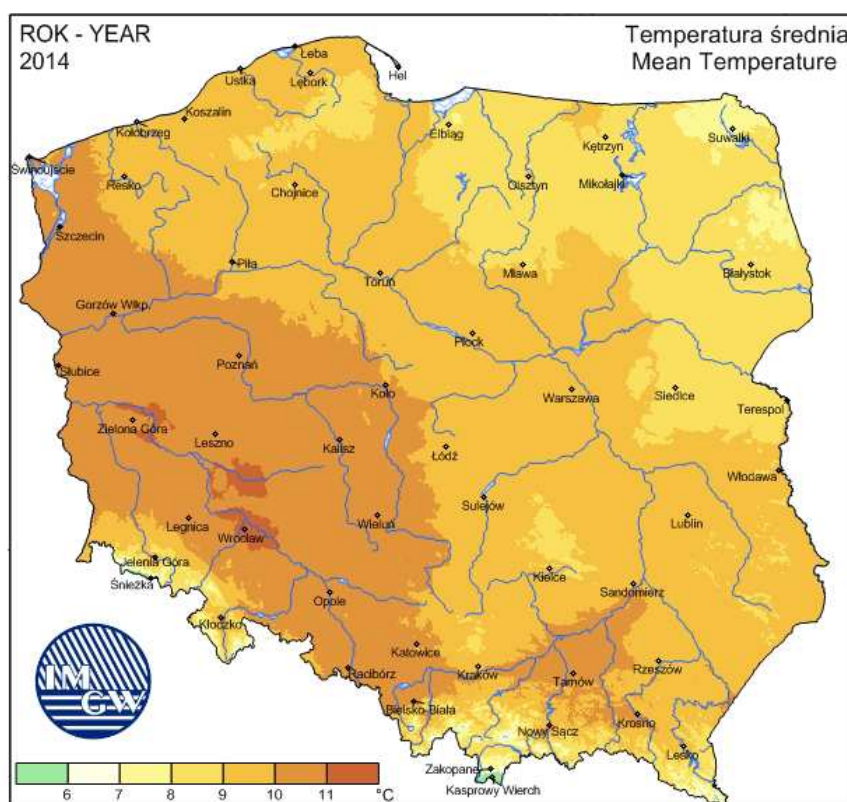 ROK - YEAR
2014
Temperatura średnia
Mean Temperature
Łeba
Hel
Ustka
Lębork
Koszalin
Kołobrzeg
Elbląg
Suwałki
Kętrzyn
Świnoujście
Resko
Chojnice
Olsztyn
Mikołajki
Szczecin
Piła
Toruń
Mława
Białystok
Gorzów Wlkp.
Płock
Słubice
Poznań
Koło
Warszawa
Siedlce
Terespol
Zielona Góra
Leszno
Kalisz
Łódź
Włodawa
Sulejów
Legnica
Wrocław
Wieluń
Lublin
Jelenia Góra
Śnieżka
Kielce
Sandomierz
Opole
Kłodzko
Katowice
Kraków
Tarnów
Rzeszów
Racibórz
Bielsko-Biała
Nowy Sącz
Krosno
Lesko
Zakopane
Kasprowy Wierch
IM
GW
6 7 8 9 10 11 °C